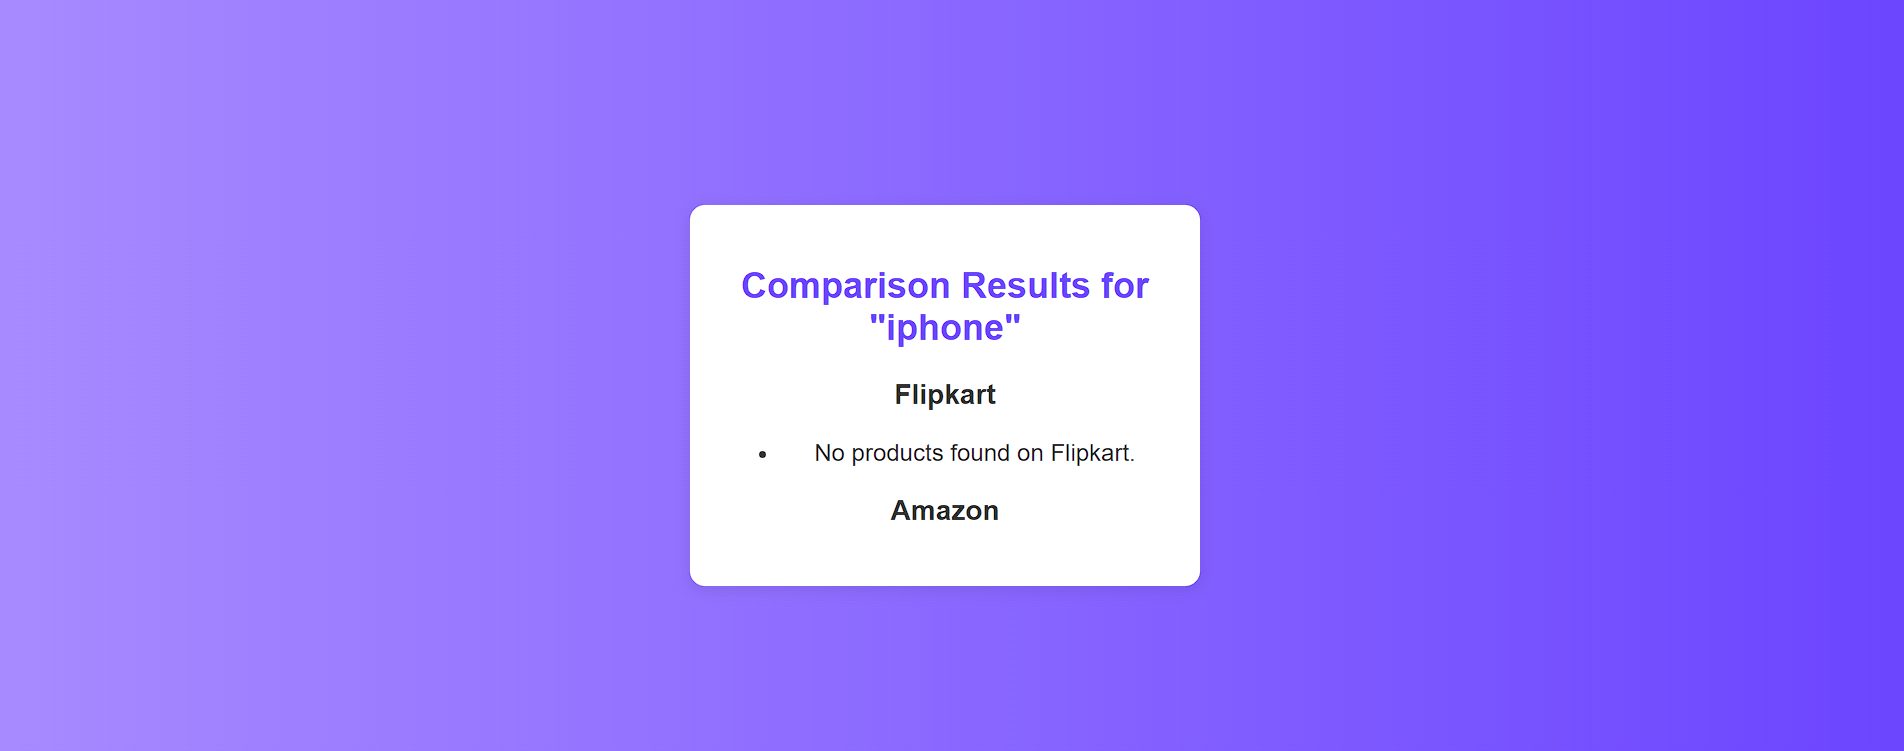 Comparison Results for
"iphone"
Flipkart
• No products found on Flipkart.
Amazon